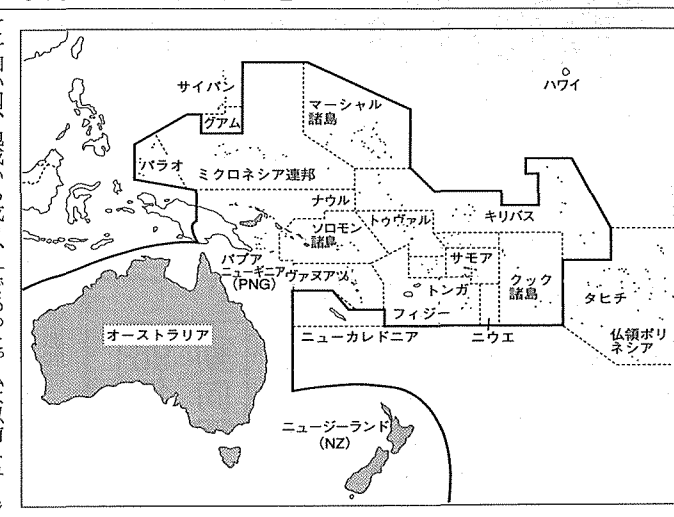 サイパン
グアム
マーシャル
諸島
ハワイ
パラオ
ミクロネシア連邦
ナウル
トゥヴァル
キリバス
ソロモン
諸島
パプア
ニューギニア
(PNG)
ヴァヌアツ
サモア
トンガ
フィジー
クック
諸島
タヒチ
ニューカレドニア
ニウエ
仏領ポリ
ネシア
オーストラリア
ニュージーランド
(NZ)